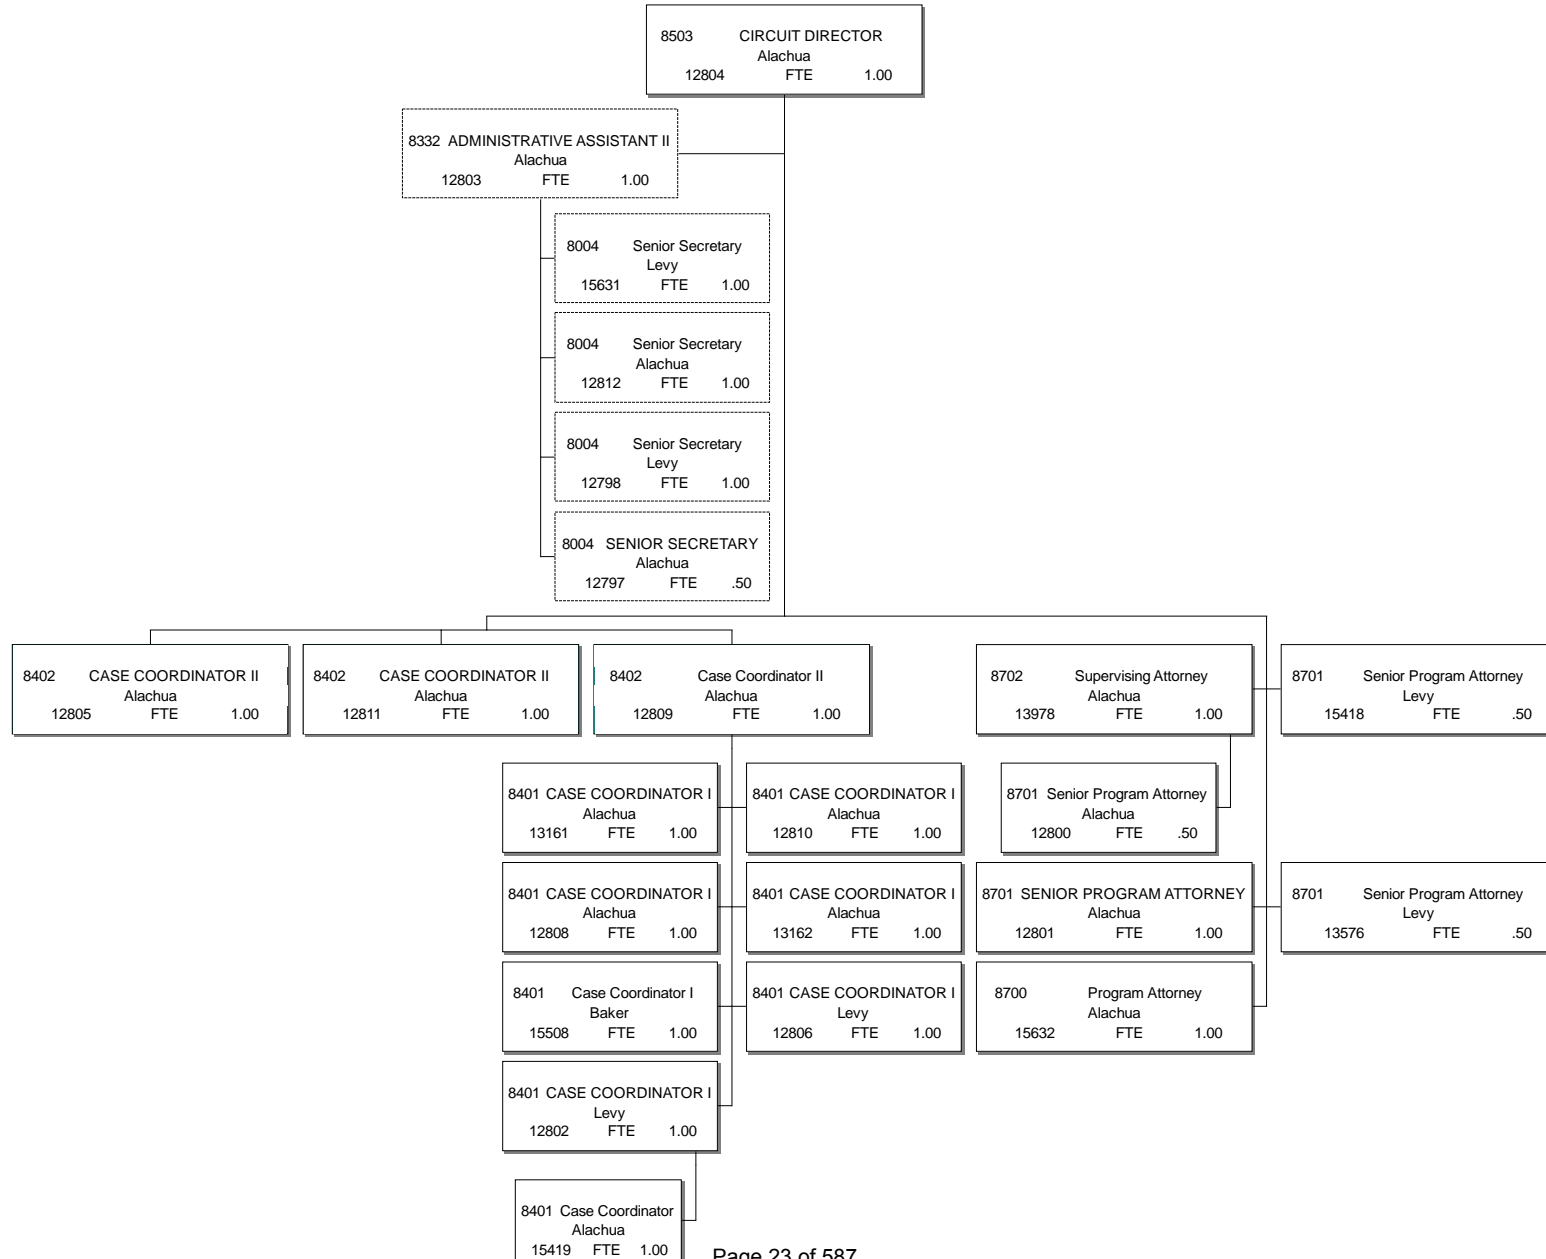 8503 CIRCUIT DIRECTOR
Alachua
12804 FTE 1.00
8332 ADMINISTRATIVE ASSISTANT II
Alachua
12803 FTE 1.00
8004 Senior Secretary
Levy
15631 FTE 1.00
8004 Senior Secretary
Alachua
12812 FTE 1.00
8004 Senior Secretary
Levy
12798 FTE 1.00
8004 SENIOR SECRETARY
Alachua
12797 FTE .50
8402 CASE COORDINATOR II
Alachua
12805 FTE 1.00
8402 CASE COORDINATOR II
Alachua
12811 FTE 1.00
8402 Case Coordinator II
Alachua
12809 FTE 1.00
8702 Supervising Attorney
Alachua
13978 FTE 1.00
8701 Senior Program Attorney
Levy
15418 FTE .50
8401 CASE COORDINATOR I
Alachua
13161 FTE 1.00
8401 CASE COORDINATOR I
Alachua
12810 FTE 1.00
8701 Senior Program Attorney
Alachua
12800 FTE .50
8401 CASE COORDINATOR I
Alachua
12808 FTE 1.00
8401 CASE COORDINATOR I
Alachua
13162 FTE 1.00
8701 SENIOR PROGRAM ATTORNEY
Alachua
12801 FTE 1.00
8701 Senior Program Attorney
Levy
13576 FTE .50
8401 Case Coordinator I
Baker
15508 FTE 1.00
8401 CASE COORDINATOR I
Levy
12806 FTE 1.00
8700 Program Attorney
Alachua
15632 FTE 1.00
8401 CASE COORDINATOR I
Levy
12802 FTE 1.00
8401 Case Coordinator
Alachua
15419 FTE 1.00
Page 23 of 587